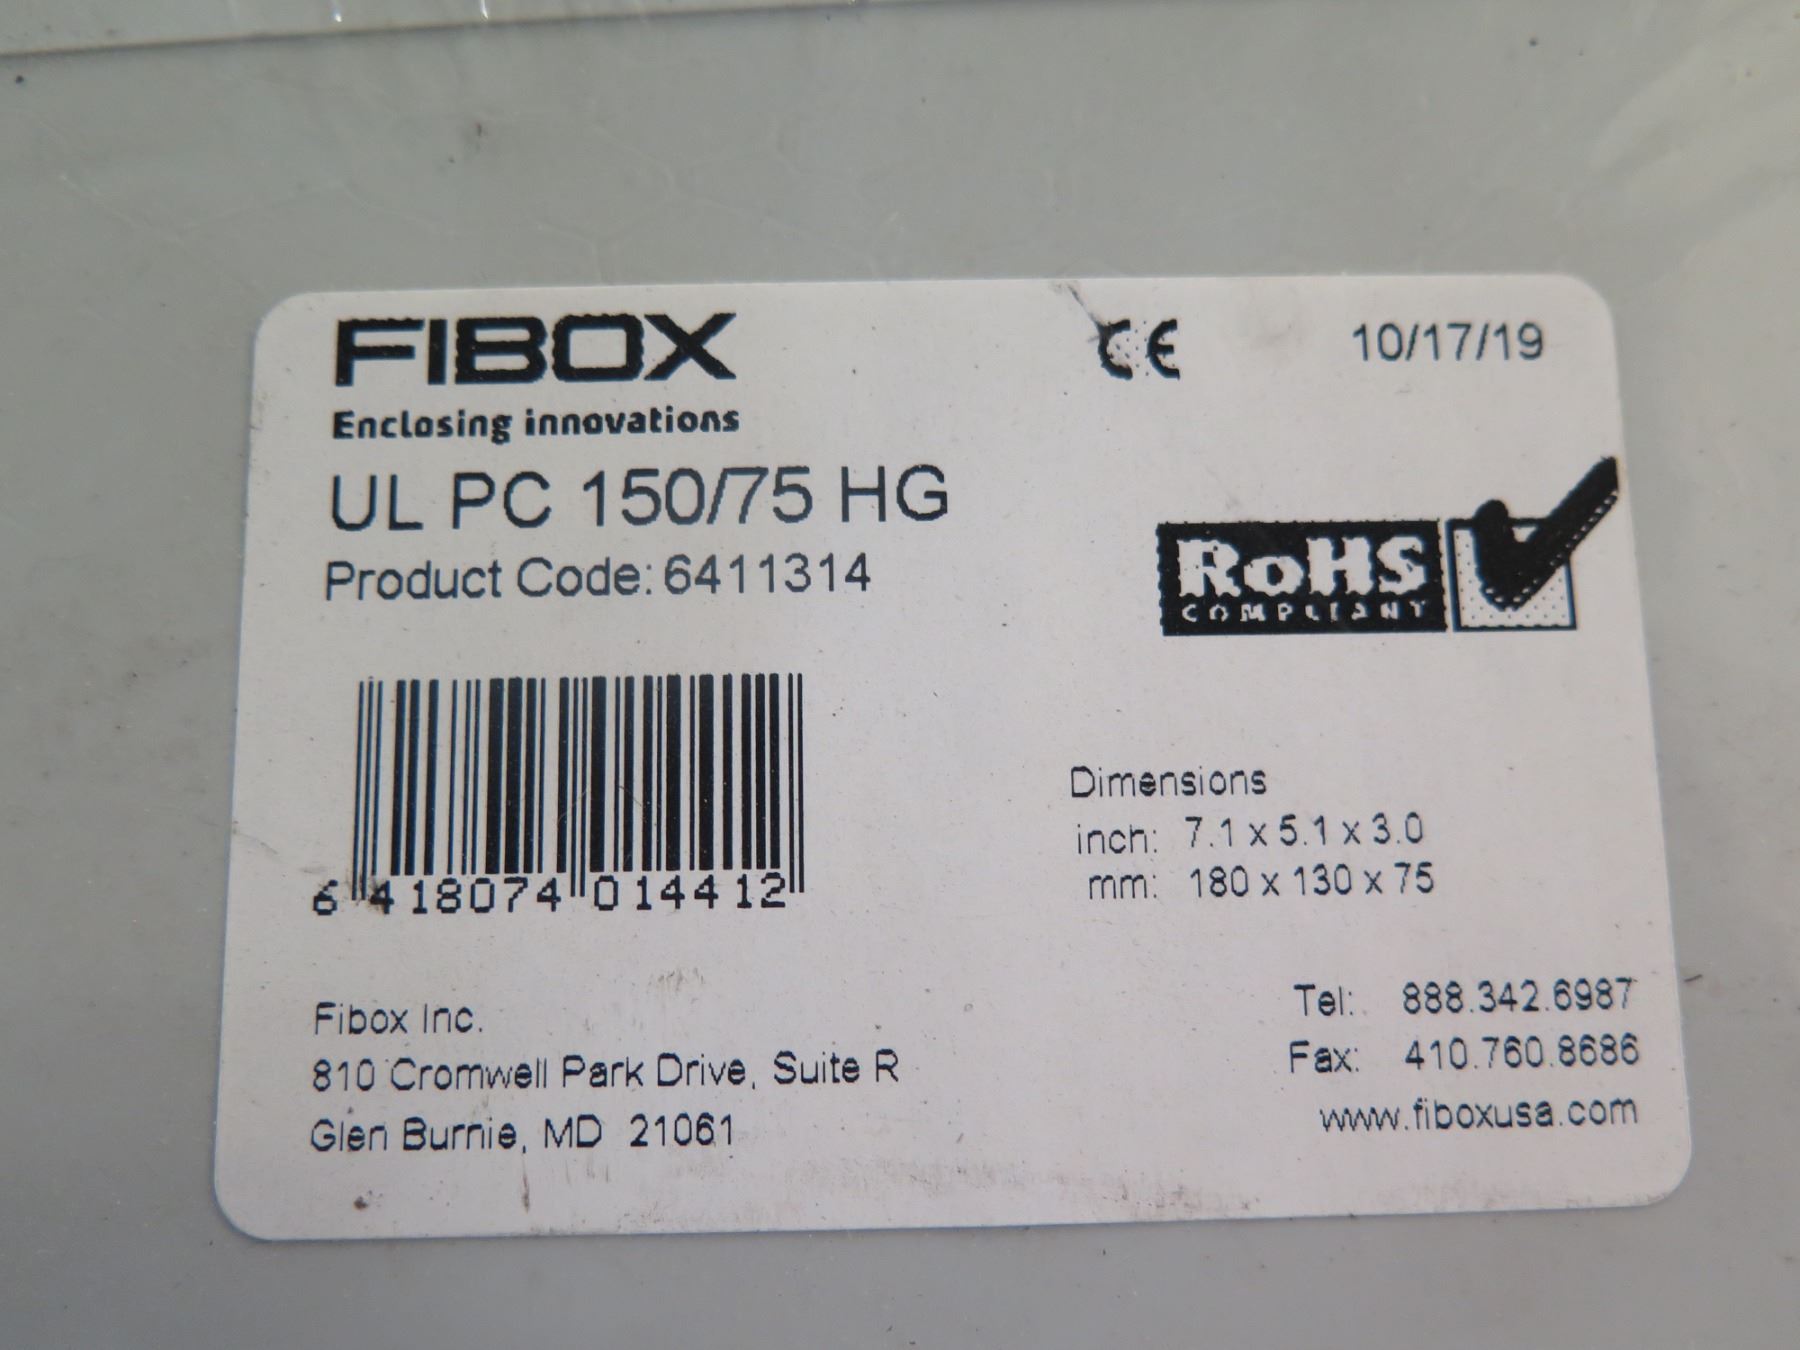 FIBOX
Enclosing innovations
CE
10/17/19
UL PC 150/75 HG
Product Code: 6411314
RoHS
COMPLIANT
6 418074 014412
Dimensions
inch: 7.1 x 5.1 x 3.0
mm: 180 x 130 x 75
Fibox Inc.
810 Cromwell Park Drive, Suite R
Glen Burnie, MD 21061
Tel: 888.342.6987
Fax: 410.760.8686
www.fiboxusa.com